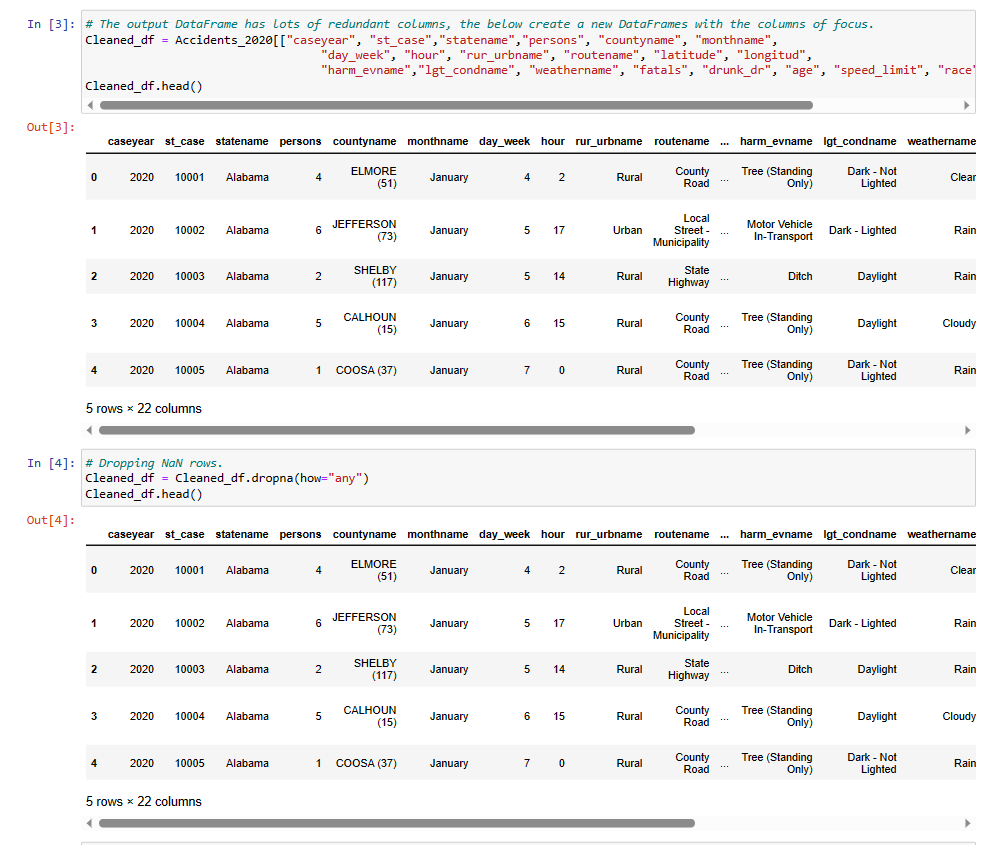 In [3]: # The output DataFrame has lots of redundant columns, the below create a new DataFrames with the columns of focus.
Cleaned_df = Accidents_2020[["caseyear", "st_case","statename","persons", "countyname", "monthname",
"day_week", "hour", "rur_urbname", "routename", "latitude", "longitud",
"harm_evname","lgt_condname", "weathername", "fatals", "drunk_dr", "age", "speed_limit", "race"
Cleaned_df.head()
Out[3]:
caseyear st_case statename persons countyname monthname day_week hour rur_urbname routename ... harm_evname lgt_condname weathername
0 2020 10001 Alabama 4 ELMORE (51) January 4 2 Rural County Road ... Tree (Standing Only) Dark - Not Lighted Clear
1 2020 10002 Alabama 6 JEFFERSON (73) January 5 17 Urban Local Street - Municipality ... Motor Vehicle In-Transport Dark - Lighted Rain
2 2020 10003 Alabama 2 SHELBY (117) January 5 14 Rural State Highway ... Ditch Daylight Rain
3 2020 10004 Alabama 5 CALHOUN (15) January 6 15 Rural County Road ... Tree (Standing Only) Daylight Cloudy
4 2020 10005 Alabama 1 COOSA (37) January 7 0 Rural County Road ... Tree (Standing Only) Dark - Not Lighted Rain
5 rows × 22 columns
In [4]: # Dropping NaN rows.
Cleaned_df = Cleaned_df.dropna(how="any")
Cleaned_df.head()
Out[4]:
caseyear st_case statename persons countyname monthname day_week hour rur_urbname routename ... harm_evname lgt_condname weathername
0 2020 10001 Alabama 4 ELMORE (51) January 4 2 Rural County Road ... Tree (Standing Only) Dark - Not Lighted Clear
1 2020 10002 Alabama 6 JEFFERSON (73) January 5 17 Urban Local Street - Municipality ... Motor Vehicle In-Transport Dark - Lighted Rain
2 2020 10003 Alabama 2 SHELBY (117) January 5 14 Rural State Highway ... Ditch Daylight Rain
3 2020 10004 Alabama 5 CALHOUN (15) January 6 15 Rural County Road ... Tree (Standing Only) Daylight Cloudy
4 2020 10005 Alabama 1 COOSA (37) January 7 0 Rural County Road ... Tree (Standing Only) Dark - Not Lighted Rain
5 rows × 22 columns